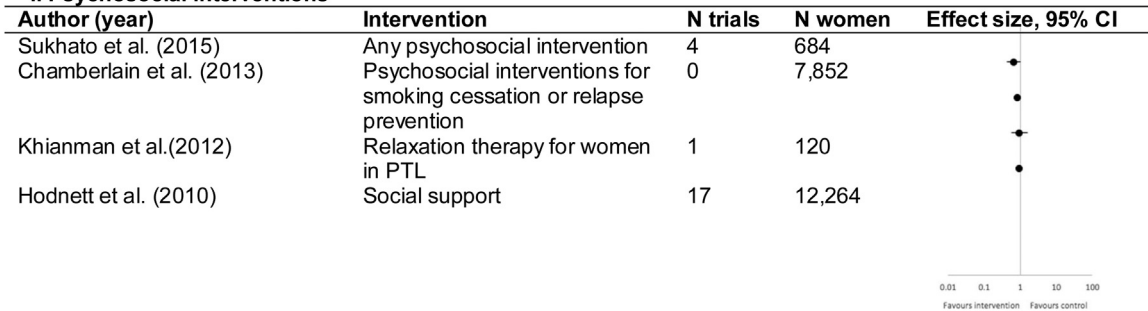 Author (year) Intervention N trials N women Effect size, 95% CI
Sukhato et al. (2015) Any psychosocial intervention 4 684
Chamberlain et al. (2013) Psychosocial interventions for 0 7,852
smoking cessation or relapse
prevention
Khianman et al.(2012) Relaxation therapy for women 1 120
in PTL
Hodnett et al. (2010) Social support 17 12,264
0.01 0.1 1 10 100
Favours intervention Favours control